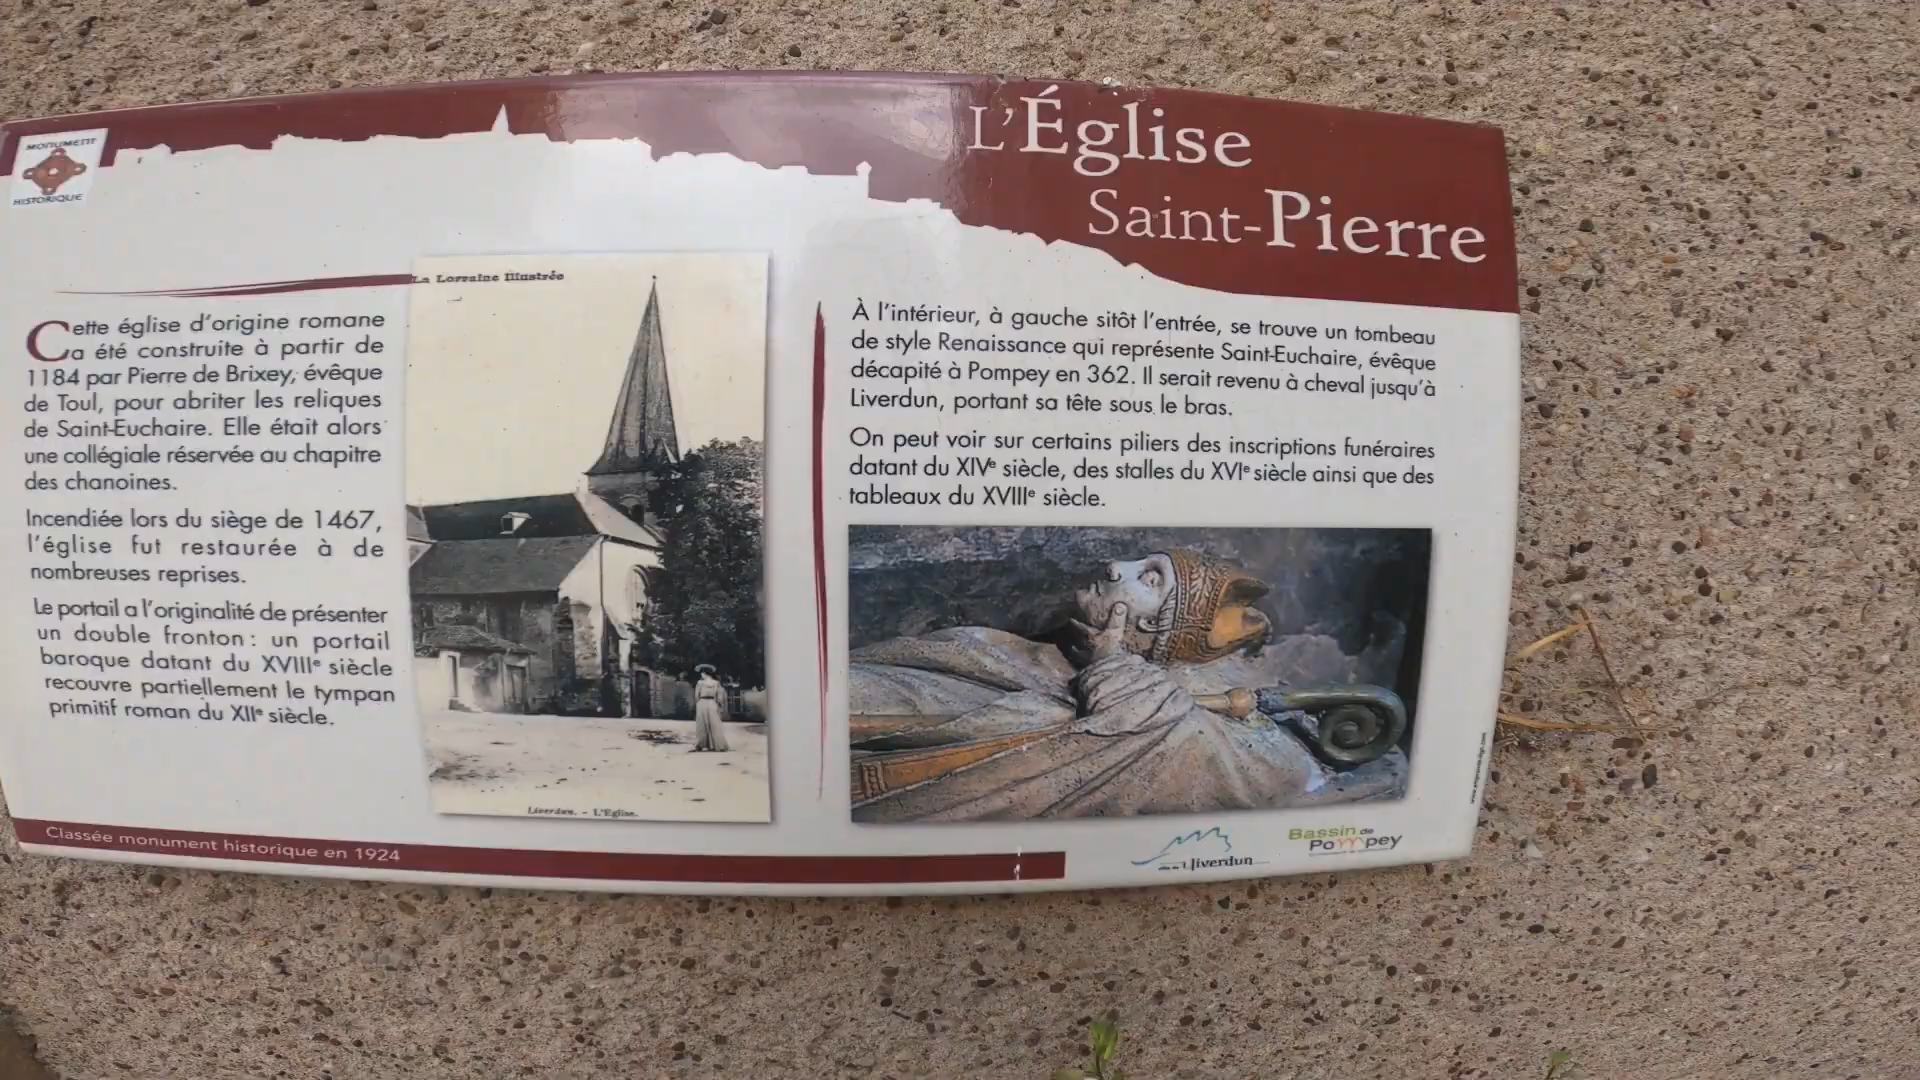 L'Église
Saint-Pierre
MONUMENT
HISTORIQUE
Cette église d'origine romane
a été construite à partir de
1184 par Pierre de Brixey, évêque
de Toul, pour abriter les reliques
de Saint-Euchaire. Elle était alors
une collégiale réservée au chapitre
des chanoines.
Incendiée lors du siège de 1467,
l'église fut restaurée à de
nombreuses reprises.
Le portail a l'originalité de présenter
un double fronton : un portail
baroque datant du XVIIIe siècle
recouvre partiellement le tympan
primitif roman du XIIe siècle.
La Lorraine Illustrée
Liverdun. - L'Église.
À l'intérieur, à gauche sitôt l'entrée, se trouve un tombeau
de style Renaissance qui représente Saint-Euchaire, évêque
décapité à Pompey en 362. Il serait revenu à cheval jusqu'à
Liverdun, portant sa tête sous le bras.
On peut voir sur certains piliers des inscriptions funéraires
datant du XIVe siècle, des stalles du XVIe siècle ainsi que des
tableaux du XVIIIe siècle.
Classée monument historique en 1924
Liverdun
Bassin de
Pompey